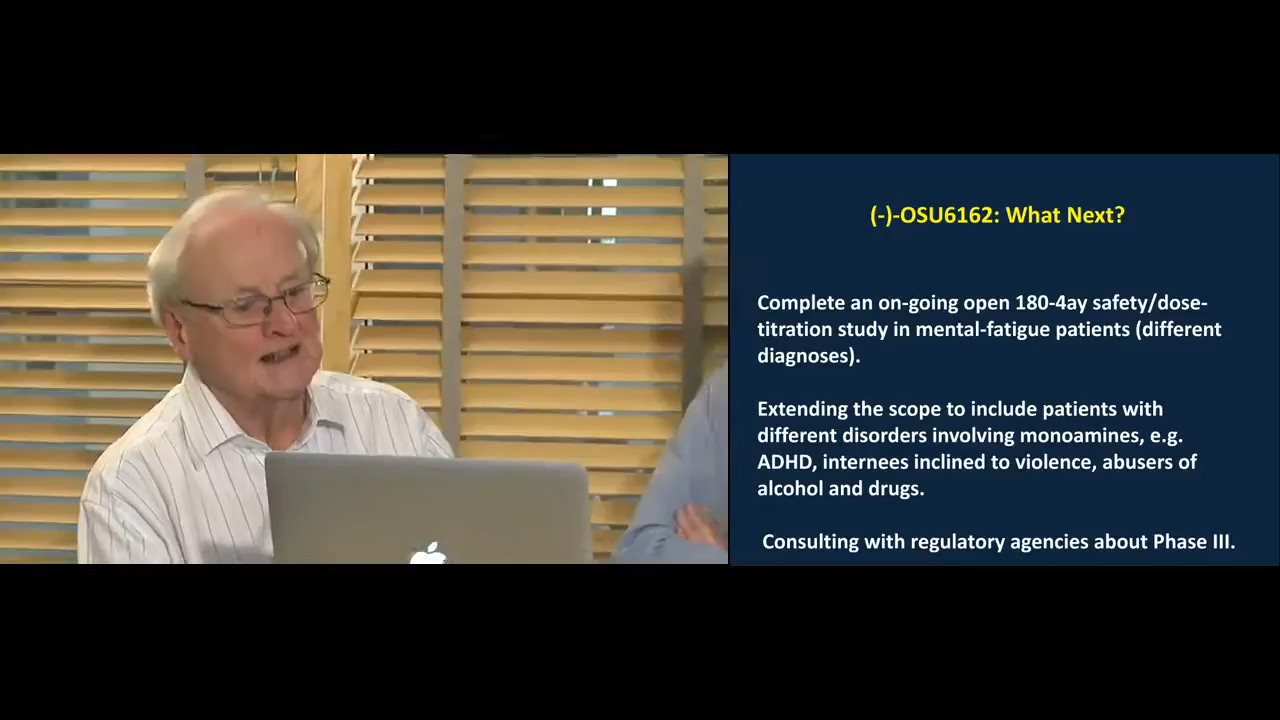 (-)-OSU6162: What Next?
Complete an on-going open 180-4ay safety/dose-
titration study in mental-fatigue patients (different
diagnoses).
Extending the scope to include patients with
different disorders involving monoamines, e.g.
ADHD, internees inclined to violence, abusers of
alcohol and drugs.
Consulting with regulatory agencies about Phase III.